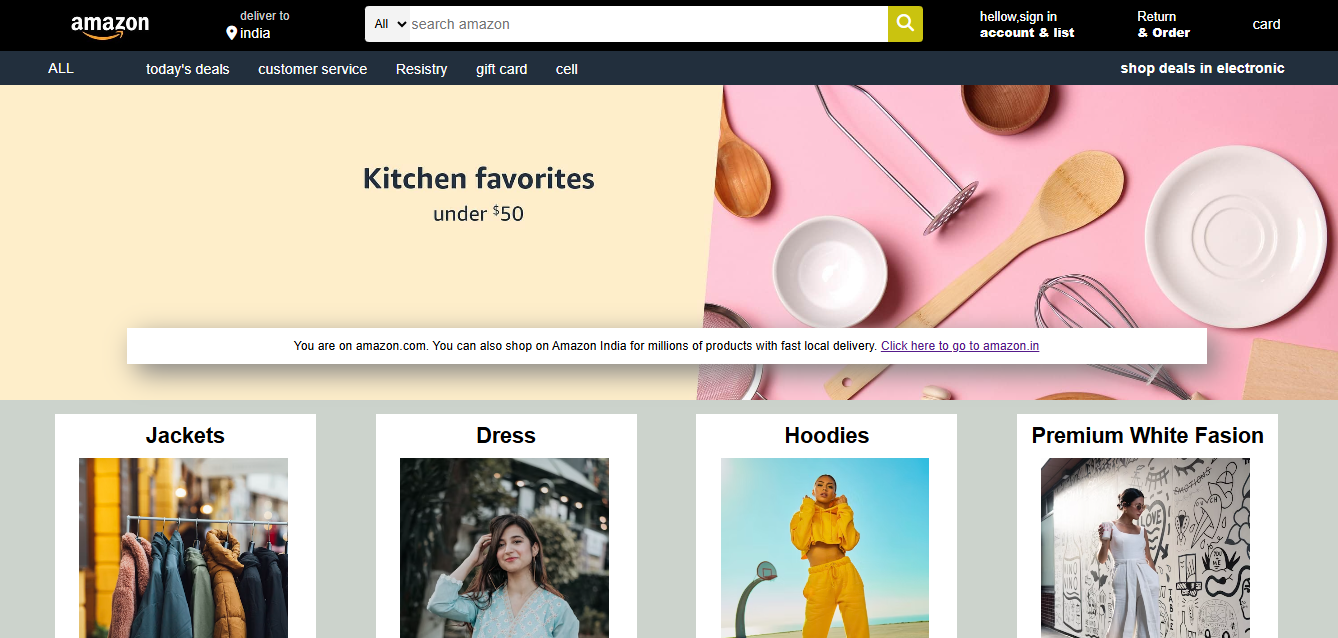 amazon
deliver to
india
All
search amazon
hellow,sign in
account & list
Return
& Order
card
ALL
today's deals
customer service
Resistry
gift card
cell
shop deals in electronic
Kitchen favorites
under $50
You are on amazon.com. You can also shop on Amazon India for millions of products with fast local delivery. Click here to go to amazon.in
Jackets
Dress
Hoodies
Premium White Fasion
LOVE
TABLE